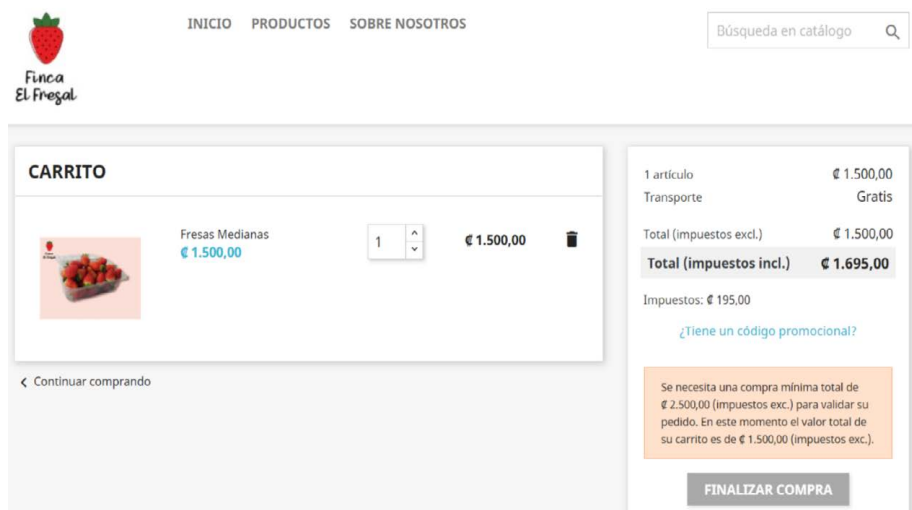 INICIO PRODUCTOS SOBRE NOSOTROS
Búsqueda en catálogo
Finca
El Fresal
CARRITO
Fresas Medianas
₡ 1.500,00
1
₡ 1.500,00
Continuar comprando
1 artículo ₡ 1.500,00
Transporte Gratis
Total (impuestos excl.) ₡ 1.500,00
Total (impuestos incl.) ₡ 1.695,00
Impuestos: ₡ 195,00
¿Tiene un código promocional?
Se necesita una compra mínima total de
₡ 2.500,00 (impuestos exc.) para validar su
pedido. En este momento el valor total de
su carrito es de ₡ 1.500,00 (impuestos exc.).
FINALIZAR COMPRA